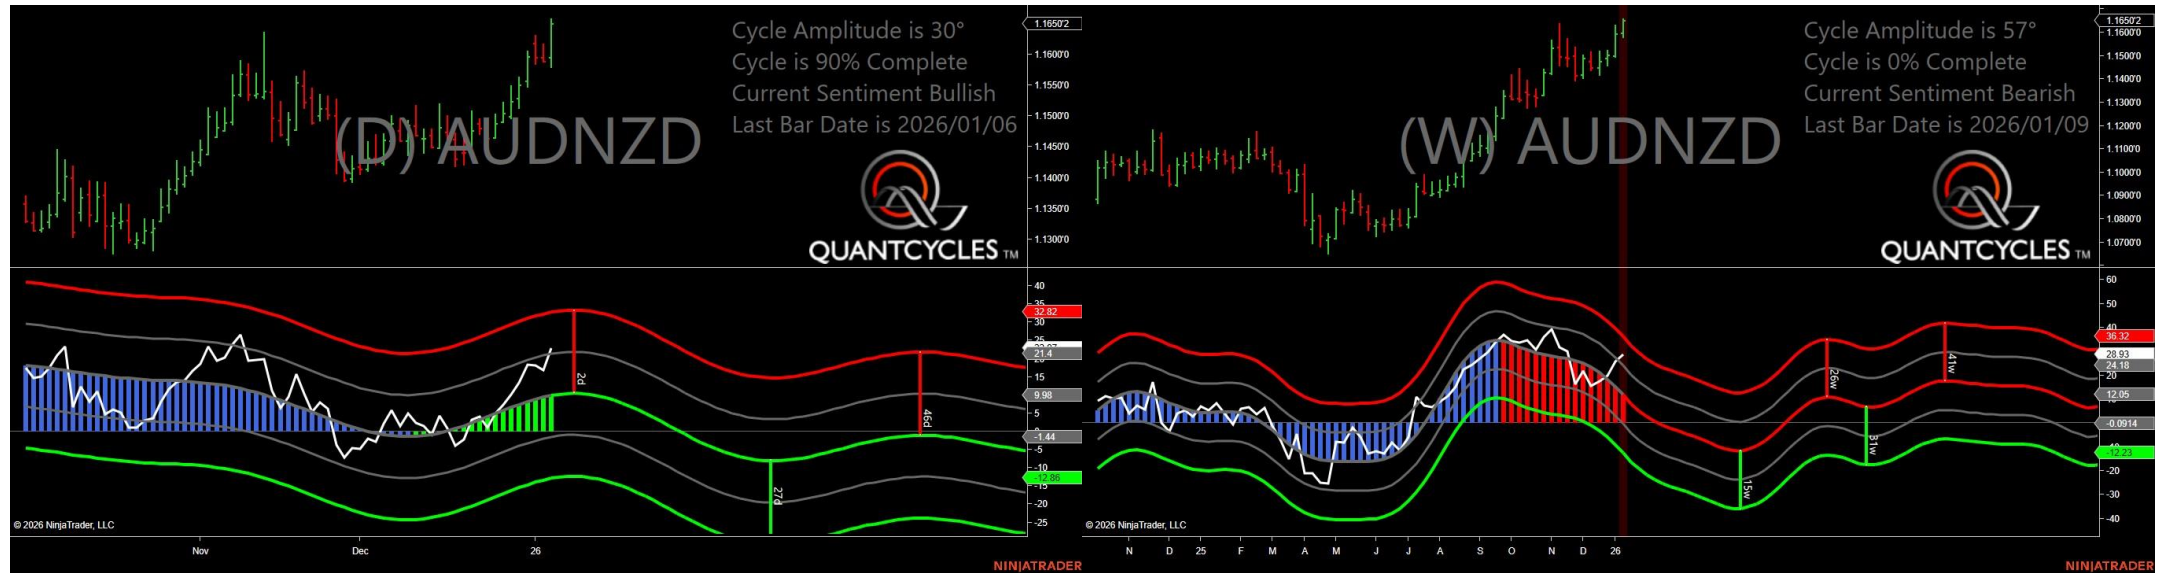 Cycle Amplitude is 30°
Cycle is 90% Complete
Current Sentiment Bullish
Last Bar Date is 2026/01/06
(D) AUDNZD
QUANTCYCLES TM
1.1650'2
1.1600'0
1.1550'0
1.1500'0
1.1450'0
1.1400'0
1.1350'0
1.1300'0
40
35
32.82
30
21.4
15
9.98
5
-1.44
-5
-10
-12.86
-15
-20
-25
2d
27d
46d
© 2026 NinjaTrader, LLC
Nov
Dec
26
NINJATRADER
Cycle Amplitude is 57°
Cycle is 0% Complete
Current Sentiment Bearish
Last Bar Date is 2026/01/09
(W) AUDNZD
QUANTCYCLES TM
1.1650'2
1.1600'0
1.1500'0
1.1400'0
1.1300'0
1.1200'0
1.1100'0
1.1000'0
1.0900'0
1.0800'0
1.0700'0
60
50
40
36.32
28.93
24.18
20
12.05
-0.0914
-10
-12.23
-20
-30
-40
15w
26w
31w
41w
© 2026 NinjaTrader, LLC
N
D
25
F
M
A
M
J
J
A
S
O
N
D
26
NINJATRADER